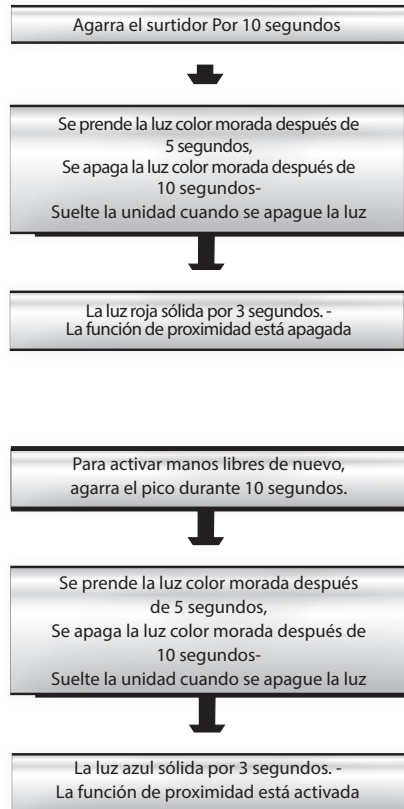 Agarra el surtidor Por 10 segundos
Se prende la luz color morada después de
5 segundos,
Se apaga la luz color morada después de
10 segundos-
Suelte la unidad cuando se apague la luz
La luz roja sólida por 3 segundos. -
La función de proximidad está apagada
Para activar manos libres de nuevo,
agarra el pico durante 10 segundos.
Se prende la luz color morada después
de 5 segundos,
Se apaga la luz color morada después de
10 segundos-
Suelte la unidad cuando se apague la luz
La luz azul sólida por 3 segundos. -
La función de proximidad está activada